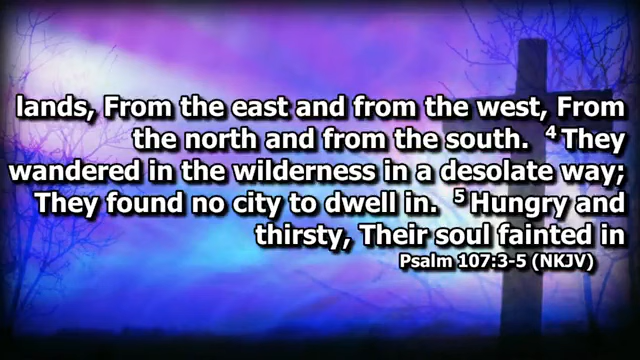 lands, From the east and from the west, From
the north and from the south. 4 They
wandered in the wilderness in a desolate way;
They found no city to dwell in. 5 Hungry and
thirsty, Their soul fainted in
Psalm 107:3-5 (NKJV)